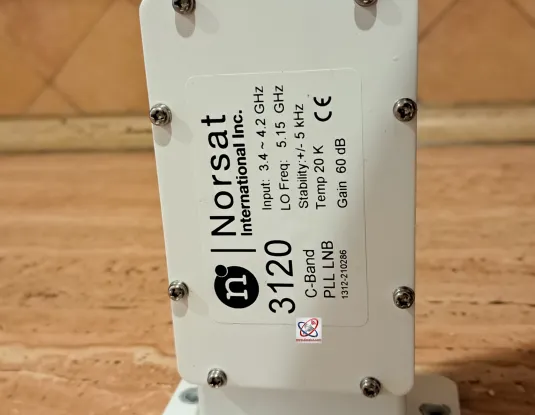 n
Norsat
International Inc.
3120
C-Band
PLL LNB
1312-210286
Input: 3.4 ~ 4.2 GHz
LO Freq: 5.15 GHz
Stability:+/- 5 kHz
Temp 20 K
CE
Gain 60 dB